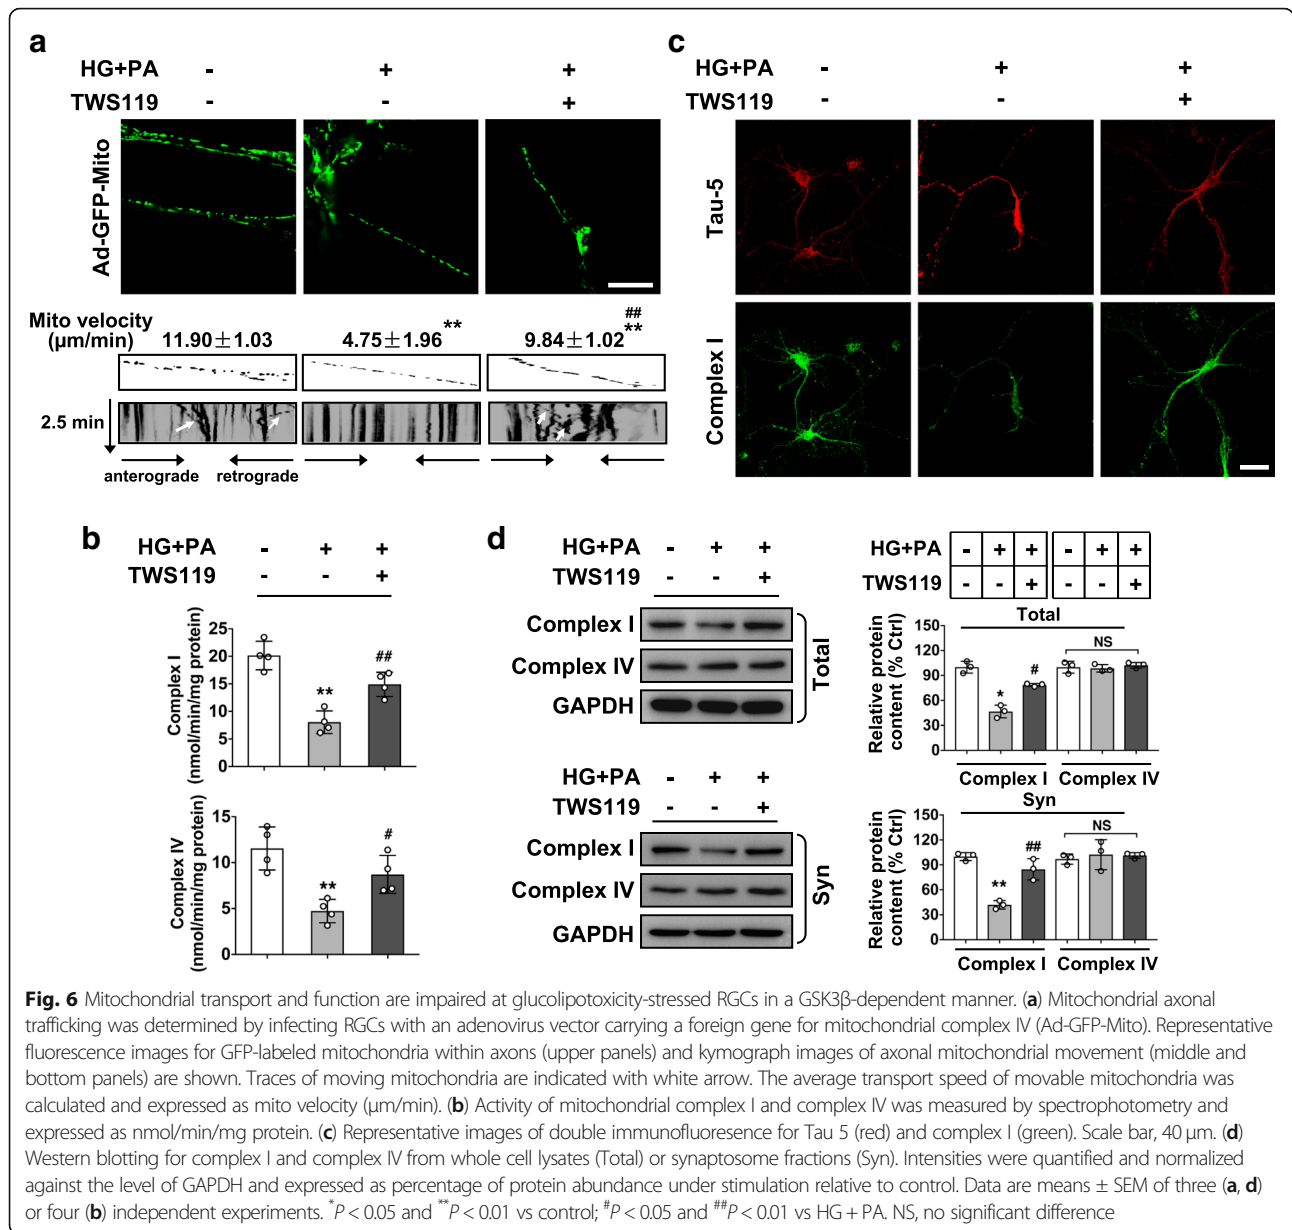 a
HG+PA - + +
TWS119 - - +
Ad-GFP-Mito
Mito velocity
(µm/min) 11.90±1.03 4.75±1.96 ** 9.84±1.02 ## **
2.5 min
anterograde retrograde
c
HG+PA - + +
TWS119 - - +
Tau-5
Complex I
b
HG+PA - + +
TWS119 - - +
Complex I
(nmol/min/mg protein)
25
20
15
10
5
0
**
##
Complex IV
(nmol/min/mg protein)
15
10
5
0
**
#
d
HG+PA - + +
TWS119 - - +
Complex I
Complex IV
GAPDH
Total
HG+PA - + +
TWS119 - - +
Complex I
Complex IV
GAPDH
Syn
HG+PA - + + - + +
TWS119 - - + - - +
Total
Relative protein
content (% Ctrl)
150
120
90
60
30
0
*
#
NS
Complex I Complex IV
Syn
Relative protein
content (% Ctrl)
150
120
90
60
30
0
**
##
NS
Complex I Complex IV
Fig. 6 Mitochondrial transport and function are impaired at glucolipotoxicity-stressed RGCs in a GSK3β-dependent manner. (a) Mitochondrial axonal
trafficking was determined by infecting RGCs with an adenovirus vector carrying a foreign gene for mitochondrial complex IV (Ad-GFP-Mito). Representative
fluorescence images for GFP-labeled mitochondria within axons (upper panels) and kymograph images of axonal mitochondrial movement (middle and
bottom panels) are shown. Traces of moving mitochondria are indicated with white arrow. The average transport speed of movable mitochondria was
calculated and expressed as mito velocity (µm/min). (b) Activity of mitochondrial complex I and complex IV was measured by spectrophotometry and
expressed as nmol/min/mg protein. (c) Representative images of double immunofluoresence for Tau 5 (red) and complex I (green). Scale bar, 40 µm. (d)
Western blotting for complex I and complex IV from whole cell lysates (Total) or synaptosome fractions (Syn). Intensities were quantified and normalized
against the level of GAPDH and expressed as percentage of protein abundance under stimulation relative to control. Data are means ± SEM of three (a, d)
or four (b) independent experiments. *P < 0.05 and **P < 0.01 vs control; #P < 0.05 and ##P < 0.01 vs HG + PA. NS, no significant difference